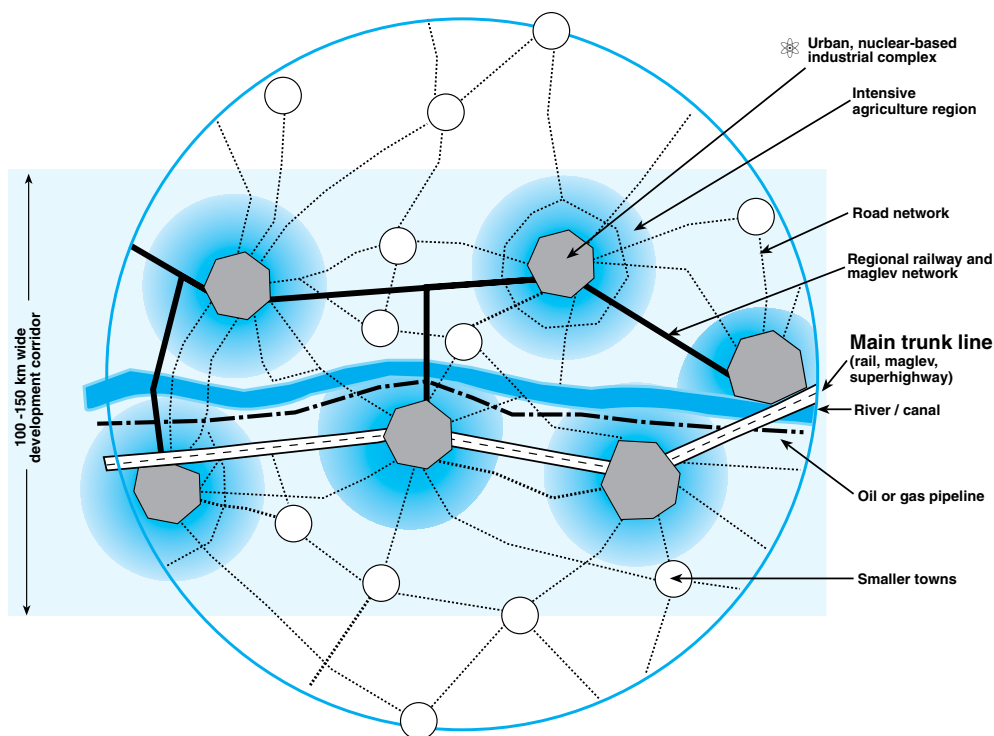 Urban, nuclear-based
industrial complex
Intensive
agriculture region
Road network
Regional railway and
maglev network
Main trunk line
(rail, maglev,
superhighway)
River / canal
Oil or gas pipeline
Smaller towns
100 -150 km wide
development corridor